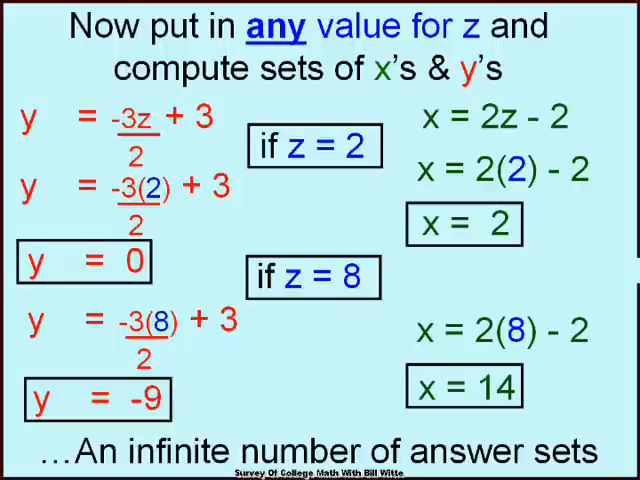 Now put in any value for z and
compute sets of x's & y's
y = -3z + 3
2
if z = 2
x = 2z - 2
y = -3(2) + 3
2
x = 2(2) - 2
y = 0
x = 2
if z = 8
y = -3(8) + 3
2
x = 2(8) - 2
y = -9
x = 14
...An infinite number of answer sets
Survey Of College Math With Bill Witte